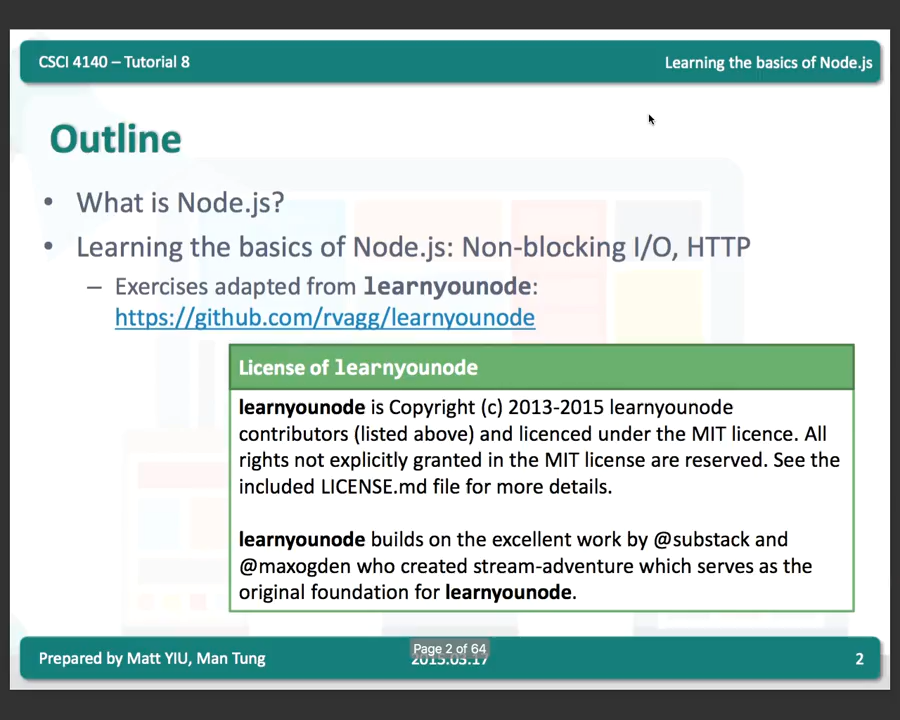 CSCI 4140 – Tutorial 8
Learning the basics of Node.js
Outline
• What is Node.js?
• Learning the basics of Node.js: Non-blocking I/O, HTTP
– Exercises adapted from learnyounode:
https://github.com/rvagg/learnyounode
License of learnyounode
learnyounode is Copyright (c) 2013-2015 learnyounode
contributors (listed above) and licenced under the MIT licence. All
rights not explicitly granted in the MIT license are reserved. See the
included LICENSE.md file for more details.
learnyounode builds on the excellent work by @substack and
@maxogden who created stream-adventure which serves as the
original foundation for learnyounode.
Prepared by Matt YIU, Man Tung
Page 2 of 64
2015.03.17
2